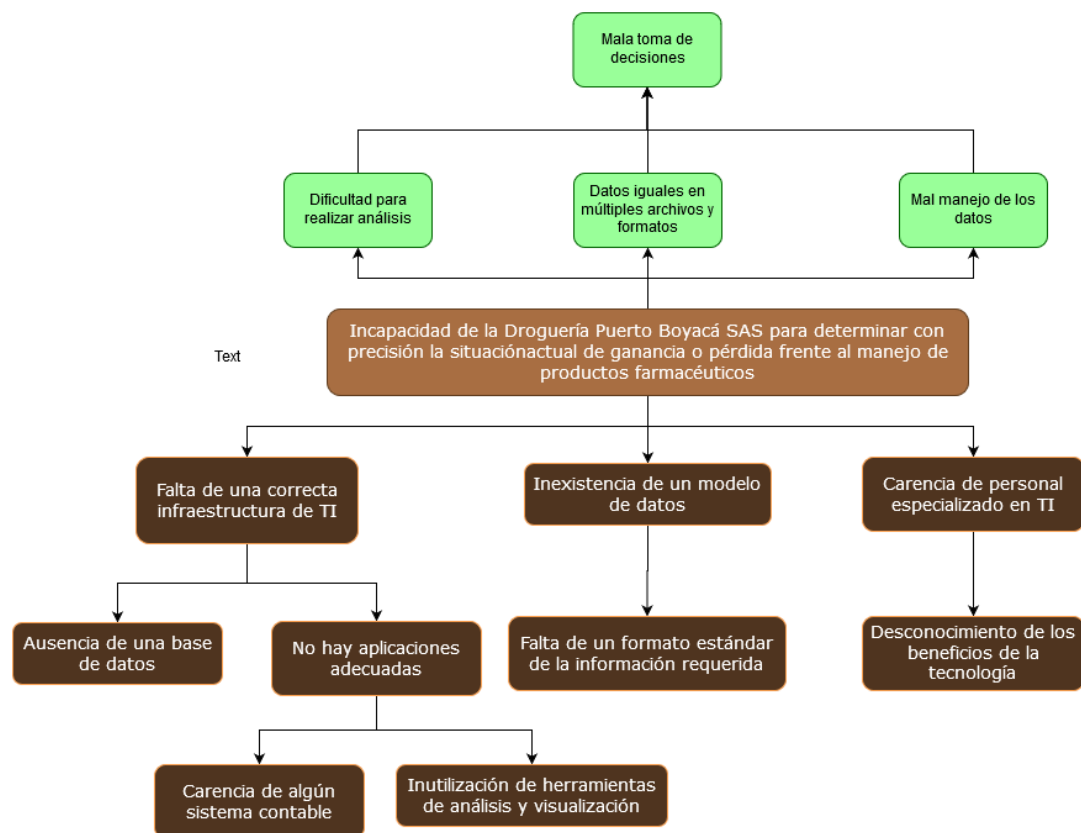 Mala toma de
decisiones
Dificultad para
realizar análisis
Datos iguales en
múltiples archivos y
formatos
Mal manejo de los
datos
Incapacidad de la Droguería Puerto Boyacá SAS para determinar con
precisión la situaciónactual de ganancia o pérdida frente al manejo de
productos farmacéuticos
Text
Falta de una correcta
infraestructura de TI
Inexistencia de un modelo
de datos
Carencia de personal
especializado en TI
Ausencia de una base
de datos
No hay aplicaciones
adecuadas
Falta de un formato estándar
de la información requerida
Desconocimiento de los
beneficios de la
tecnología
Carencia de algún
sistema contable
Inutilización de herramientas
de análisis y visualización